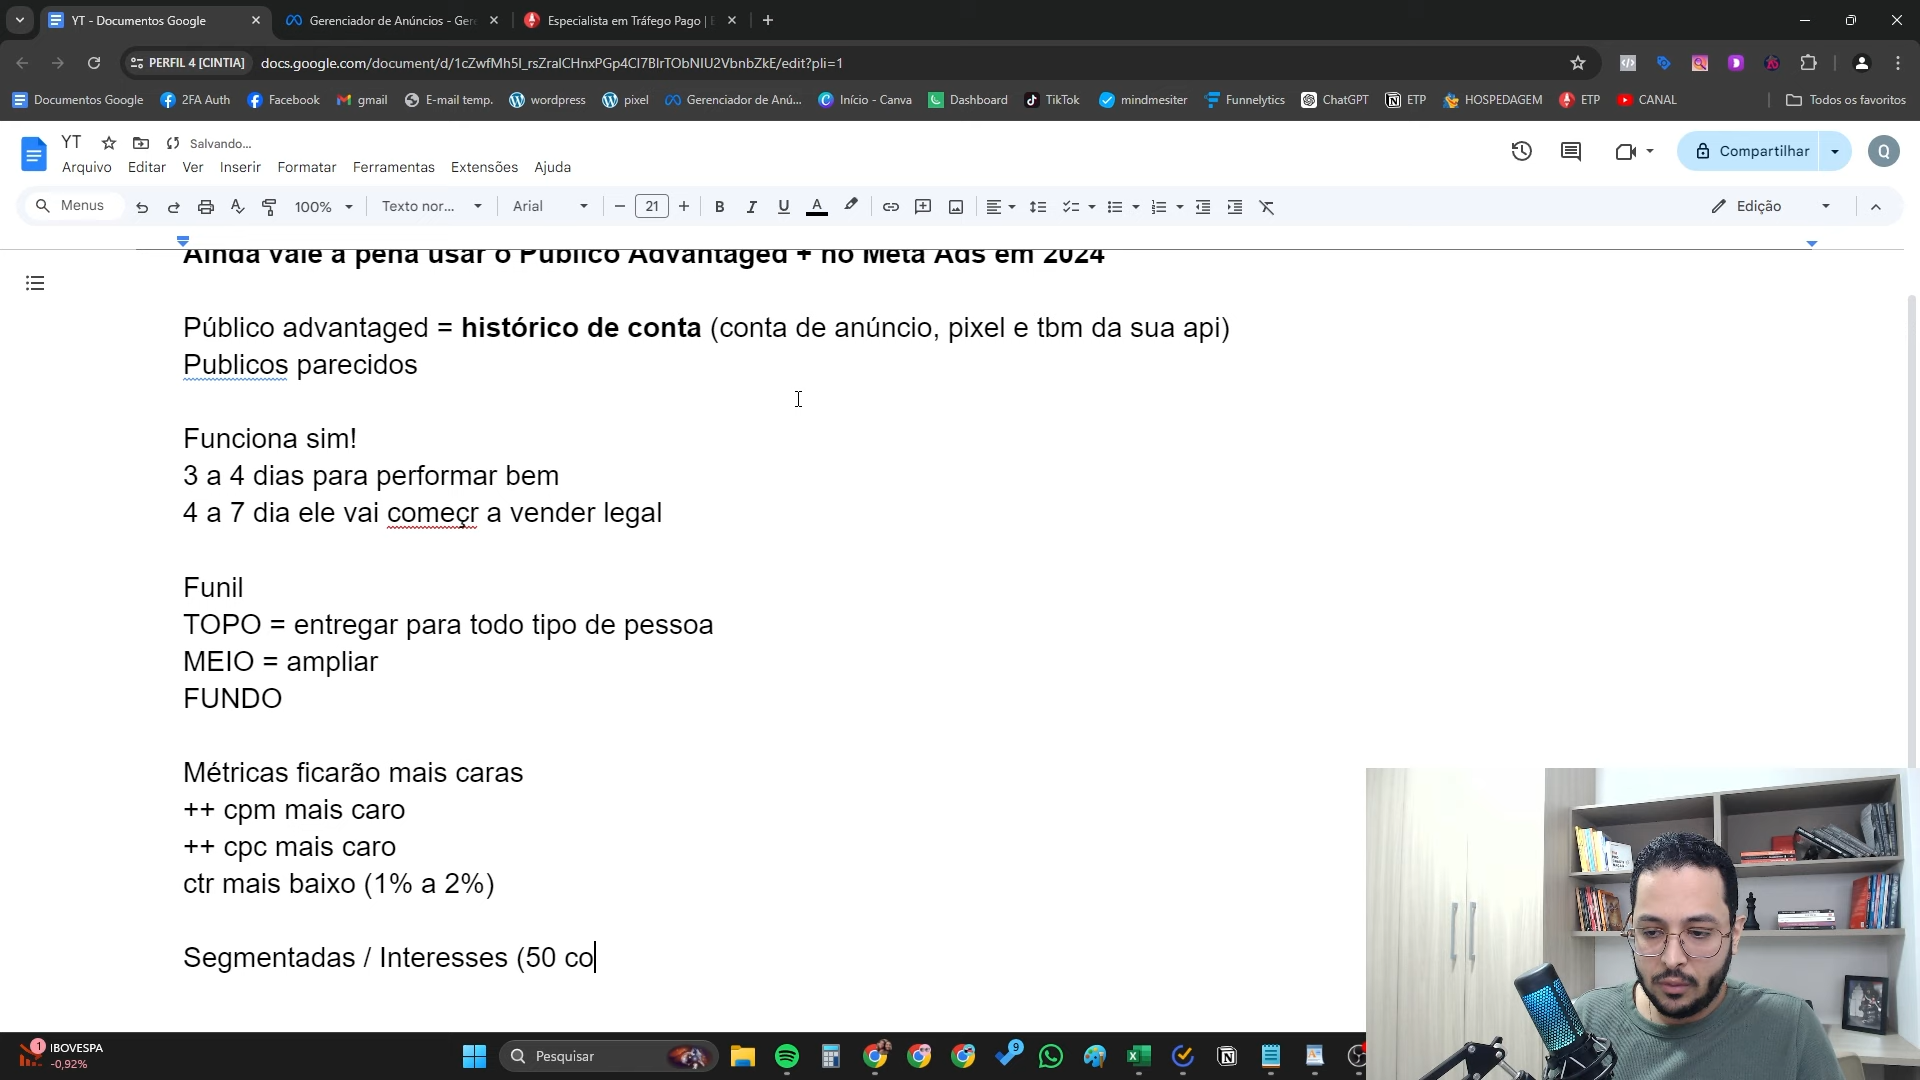 YT - Documentos Google
Gerenciador de Anúncios - Gere
Especialista em Tráfego Pago |
PERFIL 4 [CINTIA]
docs.google.com/document/d/1cZwfMh5I_rsZralCHnxPGp4Cl7BlrTObNIU2VbnbZkE/edit?pli=1
Documentos Google
2FA Auth
Facebook
gmail
E-mail temp.
wordpress
pixel
Gerenciador de Anú...
Início - Canva
Dashboard
TikTok
mindmesiter
Funnelytics
ChatGPT
ETP
HOSPEDAGEM
ETP
CANAL
Todos os favoritos
YT
Salvando...
Arquivo
Editar
Ver
Inserir
Formatar
Ferramentas
Extensões
Ajuda
Compartilhar
Q
Menus
100%
Texto nor...
Arial
21
Edição
Ainda vale a pena usar o Público Advantaged + no Meta Ads em 2024
Público advantaged = histórico de conta (conta de anúncio, pixel e tbm da sua api)
Publicos parecidos
Funciona sim!
3 a 4 dias para performar bem
4 a 7 dia ele vai começr a vender legal
Funil
TOPO = entregar para todo tipo de pessoa
MEIO = ampliar
FUNDO
Métricas ficarão mais caras
++ cpm mais caro
++ cpc mais caro
ctr mais baixo (1% a 2%)
Segmentadas / Interesses (50 co
1
IBOVESPA
-0,92%
Pesquisar
9